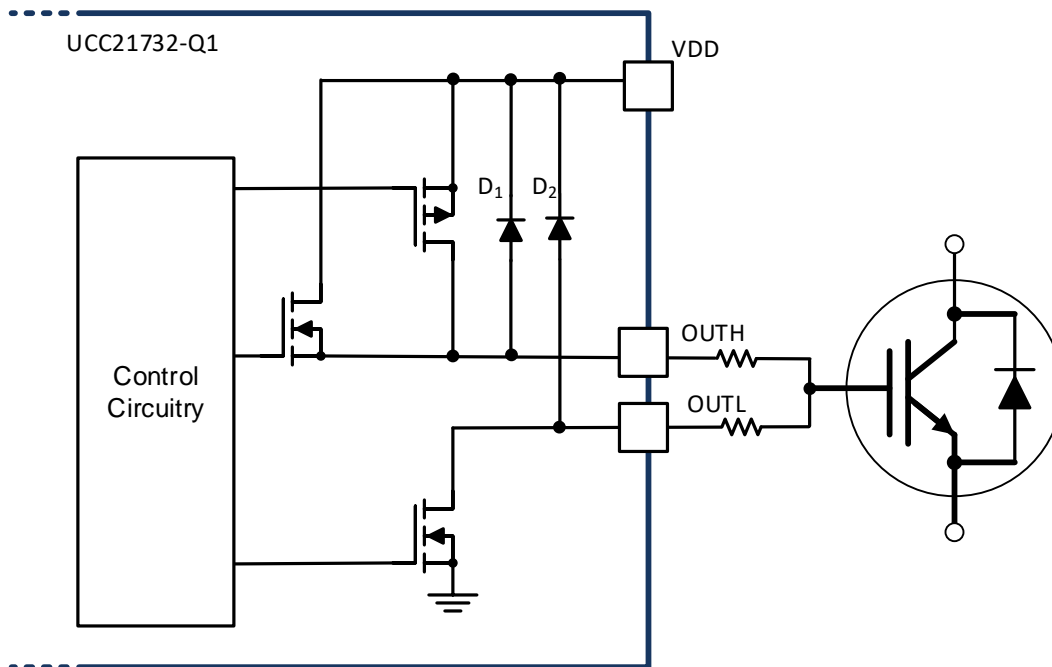 UCC21732-Q1
VDD
D1
D2
Control
Circuitry
OUTH
OUTL